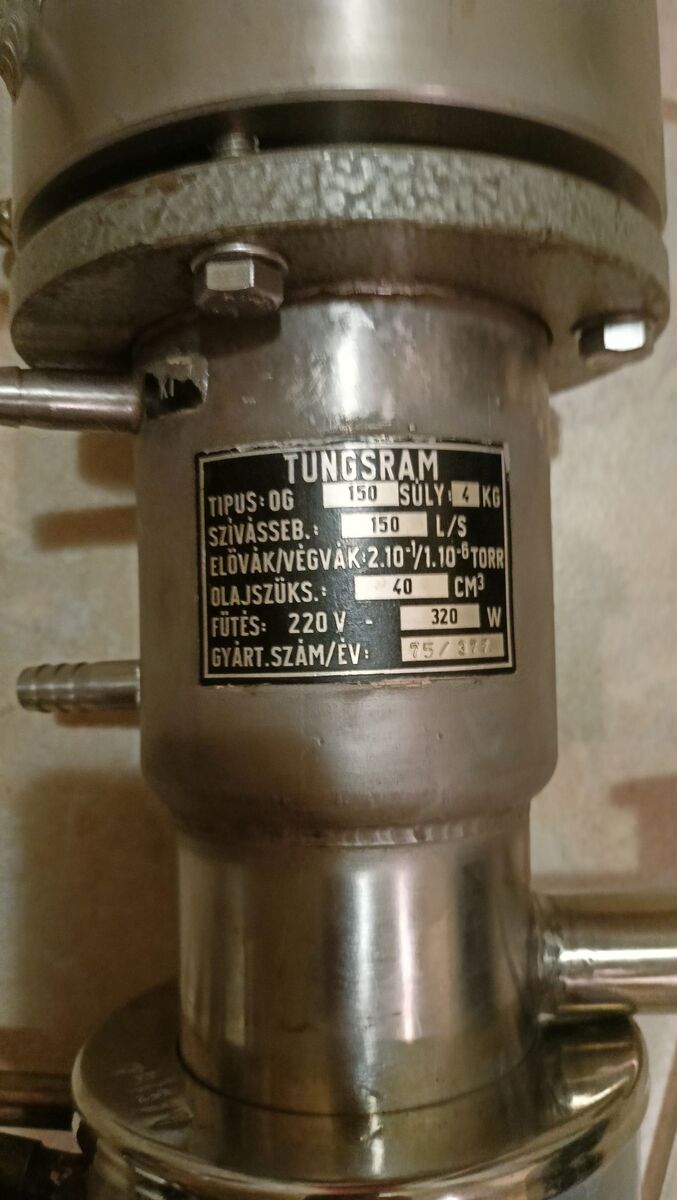 KI
TUNGSRAM
TIPUS: OG 150 SÚLY: 4 KG
SZÍVÁSSEB.: 150 L/S
ELŐVÁK/VÉGVÁK: 2.10⁻¹/1.10⁻⁶ TORR
OLAJSZÜKS.: 40 CM³
FŰTÉS: 220 V - 320 W
GYÁRT.SZÁM/ÉV: